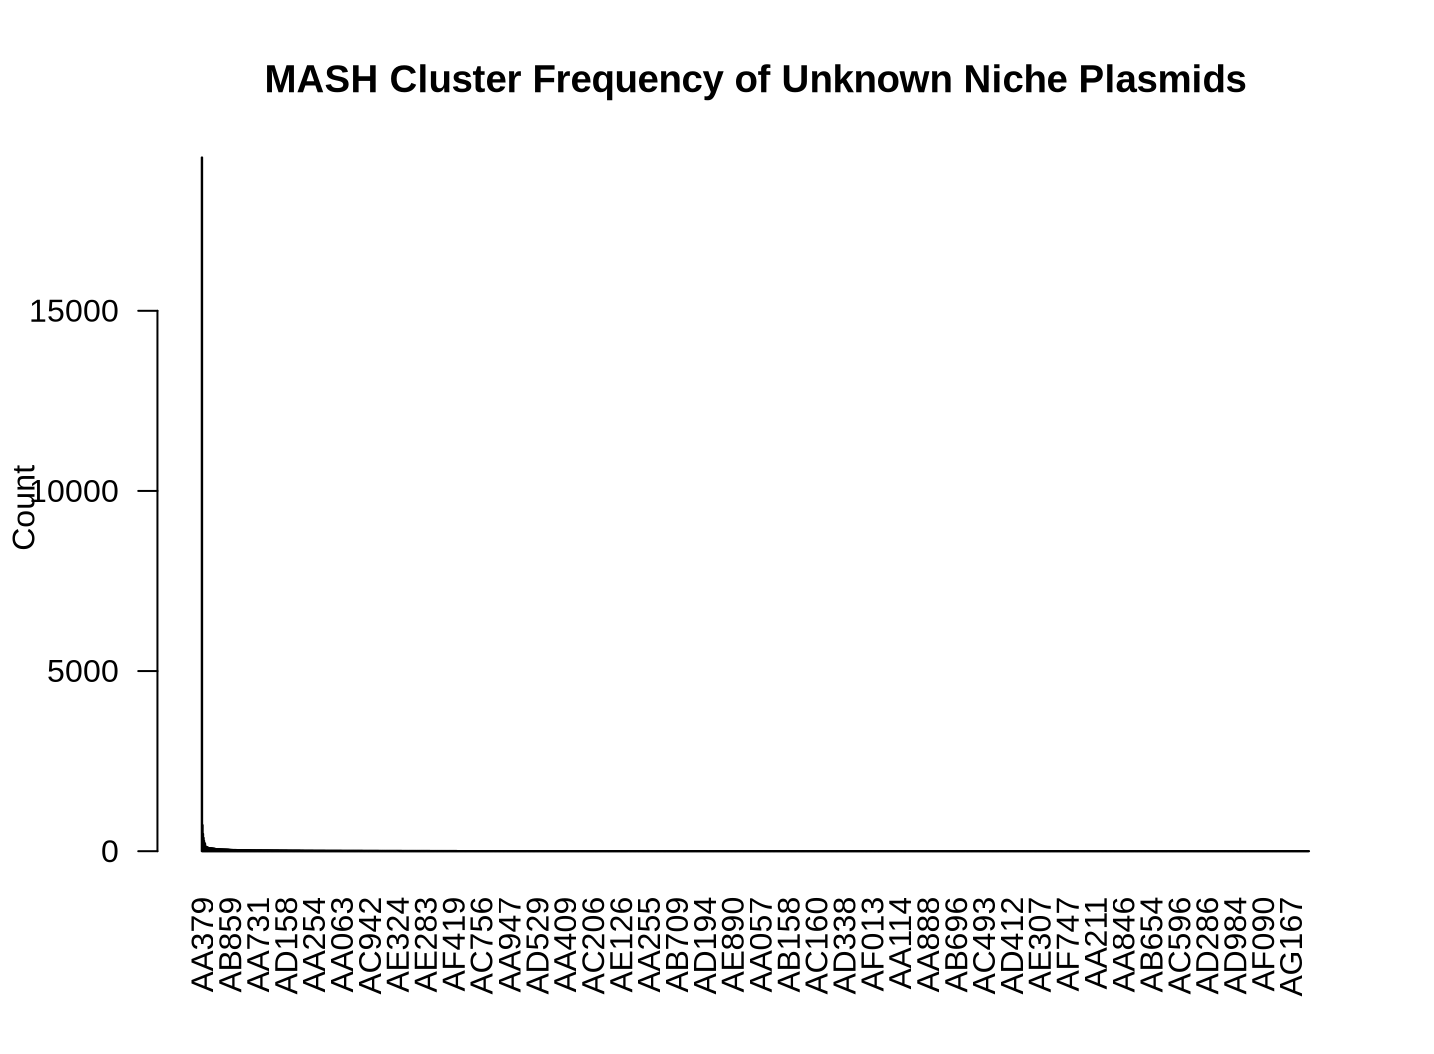 MASH Cluster Frequency of Unknown Niche Plasmids
15000
10000
5000
0
Count
AA379
AB859
AA731
AD158
AA254
AA063
AC942
AE324
AE283
AF419
AC756
AA947
AD529
AA409
AC206
AE126
AA255
AB709
AD194
AE890
AA057
AB158
AC160
AD338
AF013
AA114
AA888
AB696
AC493
AD412
AE307
AF747
AA211
AA846
AB654
AC596
AD286
AD984
AF090
AG167